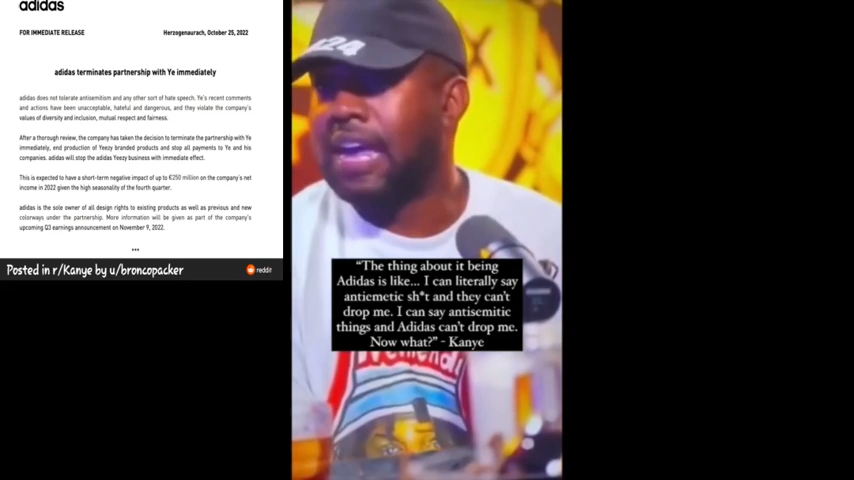 adidas
FOR IMMEDIATE RELEASE Herzogenaurach, October 25, 2022
adidas terminates partnership with Ye immediately
adidas does not tolerate antisemitism and any other sort of hate speech. Ye's recent comments
and actions have been unacceptable, hateful and dangerous, and they violate the company's
values of diversity and inclusion, mutual respect and fairness.
After a thorough review, the company has taken the decision to terminate the partnership with Ye
immediately, end production of Yeezy branded products and stop all payments to Ye and his
companies. adidas will stop the adidas Yeezy business with immediate effect.
This is expected to have a short-term negative impact of up to €250 million on the company's net
income in 2022 given the high seasonality of the fourth quarter.
adidas is the sole owner of all design rights to existing products as well as previous and new
colorways under the partnership. More information will be given as part of the company's
upcoming Q3 earnings announcement on November 9, 2022.
***
Posted in r/Kanye by u/broncopacker reddit
2024
“The thing about it being
Adidas is like... I can literally say
antiemetic sh*t and they can't
drop me. I can say antisemitic
things and Adidas can't drop me.
Now what?” - Kanye